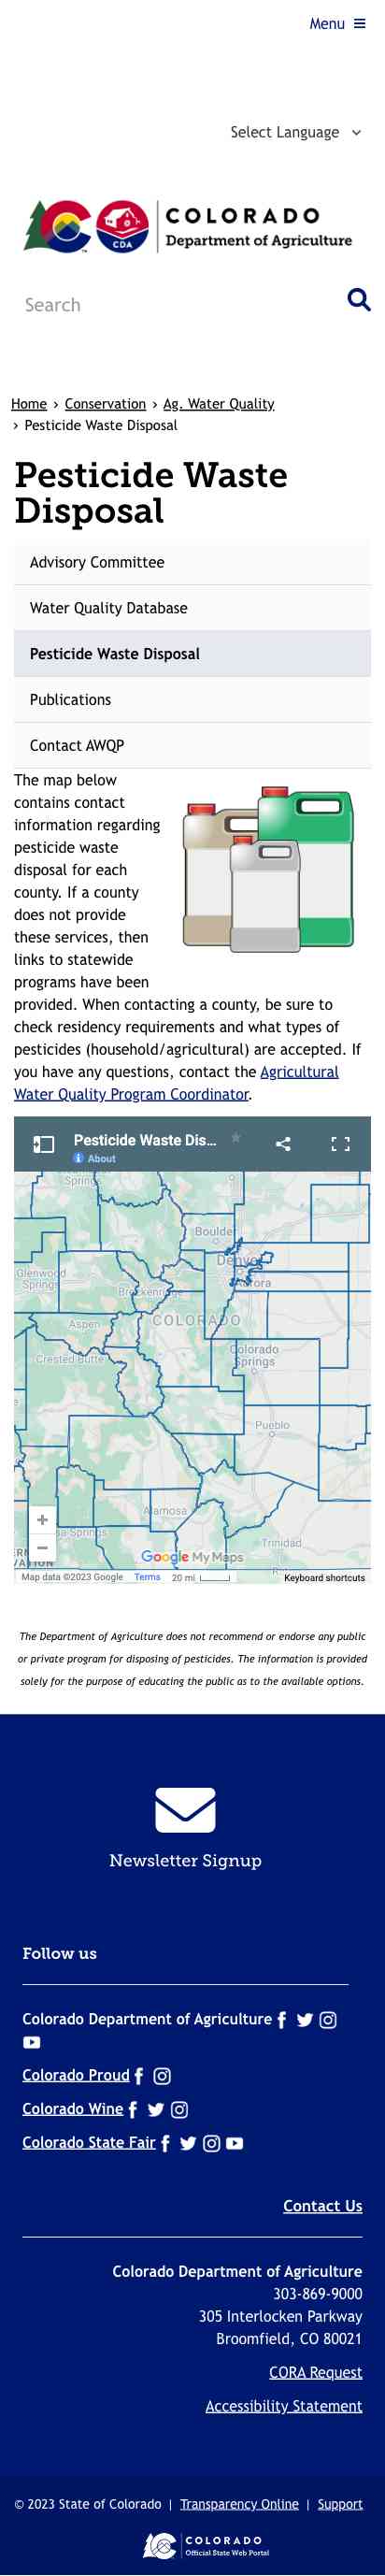 Menu
Select Language
COLORADO
Department of Agriculture
CDA
TM
Search
Home › Conservation › Ag. Water Quality
› Pesticide Waste Disposal
Pesticide Waste
Disposal
Advisory Committee
Water Quality Database
Pesticide Waste Disposal
Publications
Contact AWQP
The map below
contains contact
information regarding
pesticide waste
disposal for each
county. If a county
does not provide
these services, then
links to statewide
programs have been
provided. When contacting a county, be sure to
check residency requirements and what types of
pesticides (household/agricultural) are accepted. If
you have any questions, contact the Agricultural
Water Quality Program Coordinator.
Pesticide Waste Dis...
About
Springs
Boulder
Glenwood
Springs
Breckenridge
Aspen
COLORADO
Crested Butte
Colorado
Springs
Pueblo
Alamosa
Trinidad
+
−
Google My Maps
Map data ©2023 Google Terms 20 mi Keyboard shortcuts
The Department of Agriculture does not recommend or endorse any public
or private program for disposing of pesticides. The information is provided
solely for the purpose of educating the public as to the available options.
Newsletter Signup
Follow us
Colorado Department of Agriculture
Colorado Proud
Colorado Wine
Colorado State Fair
Contact Us
Colorado Department of Agriculture
303-869-9000
305 Interlocken Parkway
Broomfield, CO 80021
CORA Request
Accessibility Statement
© 2023 State of Colorado | Transparency Online | Support
COLORADO
Official State Web Portal